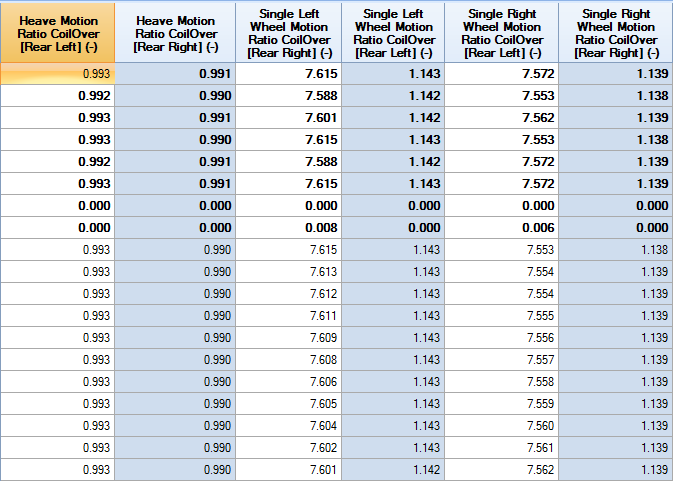 Heave Motion Ratio CoilOver [Rear Left] (-) Heave Motion Ratio CoilOver [Rear Right] (-) Single Left Wheel Motion Ratio CoilOver [Rear Right] (-) Single Left Wheel Motion Ratio CoilOver [Rear Left] (-) Single Right Wheel Motion Ratio CoilOver [Rear Left] (-) Single Right Wheel Motion Ratio CoilOver [Rear Right] (-)
0.993 0.991 7.615 1.143 7.572 1.139
0.992 0.990 7.588 1.142 7.553 1.138
0.993 0.991 7.601 1.142 7.562 1.139
0.993 0.990 7.615 1.143 7.553 1.138
0.992 0.991 7.588 1.142 7.572 1.139
0.993 0.991 7.615 1.143 7.572 1.139
0.000 0.000 0.000 0.000 0.000 0.000
0.000 0.000 0.008 0.000 0.006 0.000
0.993 0.990 7.615 1.143 7.553 1.138
0.993 0.990 7.613 1.143 7.554 1.139
0.993 0.990 7.612 1.143 7.554 1.139
0.993 0.990 7.611 1.143 7.555 1.139
0.993 0.990 7.609 1.143 7.556 1.139
0.993 0.990 7.608 1.143 7.557 1.139
0.993 0.990 7.606 1.143 7.558 1.139
0.993 0.990 7.605 1.143 7.559 1.139
0.993 0.990 7.604 1.143 7.560 1.139
0.993 0.990 7.602 1.143 7.561 1.139
0.993 0.990 7.601 1.142 7.562 1.139